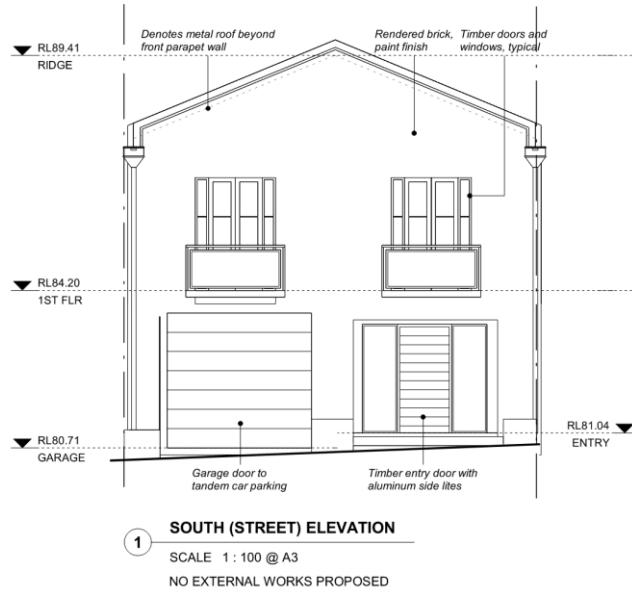 Denotes metal roof beyond
front parapet wall
Rendered brick,
paint finish
Timber doors and
windows, typical
RL89.41
RIDGE
RL84.20
1ST FLR
RL80.71
GARAGE
RL81.04
ENTRY
Garage door to
tandem car parking
Timber entry door with
aluminum side lites
1
SOUTH (STREET) ELEVATION
SCALE 1 : 100 @ A3
NO EXTERNAL WORKS PROPOSED